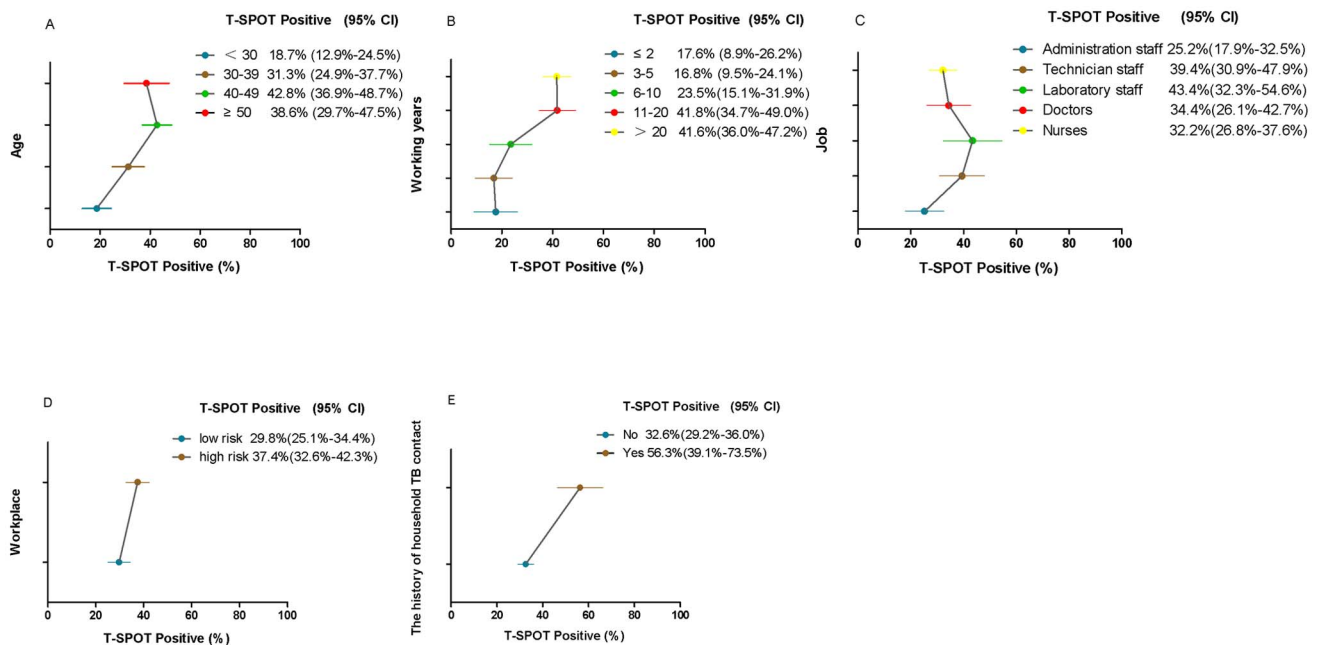 A
T-SPOT Positive (95% CI)
< 30 18.7% (12.9%-24.5%)
30-39 31.3% (24.9%-37.7%)
40-49 42.8% (36.9%-48.7%)
≥ 50 38.6% (29.7%-47.5%)
Age
0 20 40 60 80 100
T-SPOT Positive (%)
B
T-SPOT Positive (95% CI)
≤ 2 17.6% (8.9%-26.2%)
3-5 16.8% (9.5%-24.1%)
6-10 23.5% (15.1%-31.9%)
11-20 41.8% (34.7%-49.0%)
> 20 41.6% (36.0%-47.2%)
Working years
0 20 40 60 80 100
T-SPOT Positive (%)
C
T-SPOT Positive (95% CI)
Administration staff 25.2%(17.9%-32.5%)
Technician staff 39.4%(30.9%-47.9%)
Laboratory staff 43.4%(32.3%-54.6%)
Doctors 34.4%(26.1%-42.7%)
Nurses 32.2%(26.8%-37.6%)
Job
0 20 40 60 80 100
T-SPOT Positive (%)
D
T-SPOT Positive (95% CI)
low risk 29.8%(25.1%-34.4%)
high risk 37.4%(32.6%-42.3%)
Workplace
0 20 40 60 80 100
T-SPOT Positive (%)
E
T-SPOT Positive (95% CI)
No 32.6%(29.2%-36.0%)
Yes 56.3%(39.1%-73.5%)
The history of household TB contact
0 20 40 60 80 100
T-SPOT Positive (%)